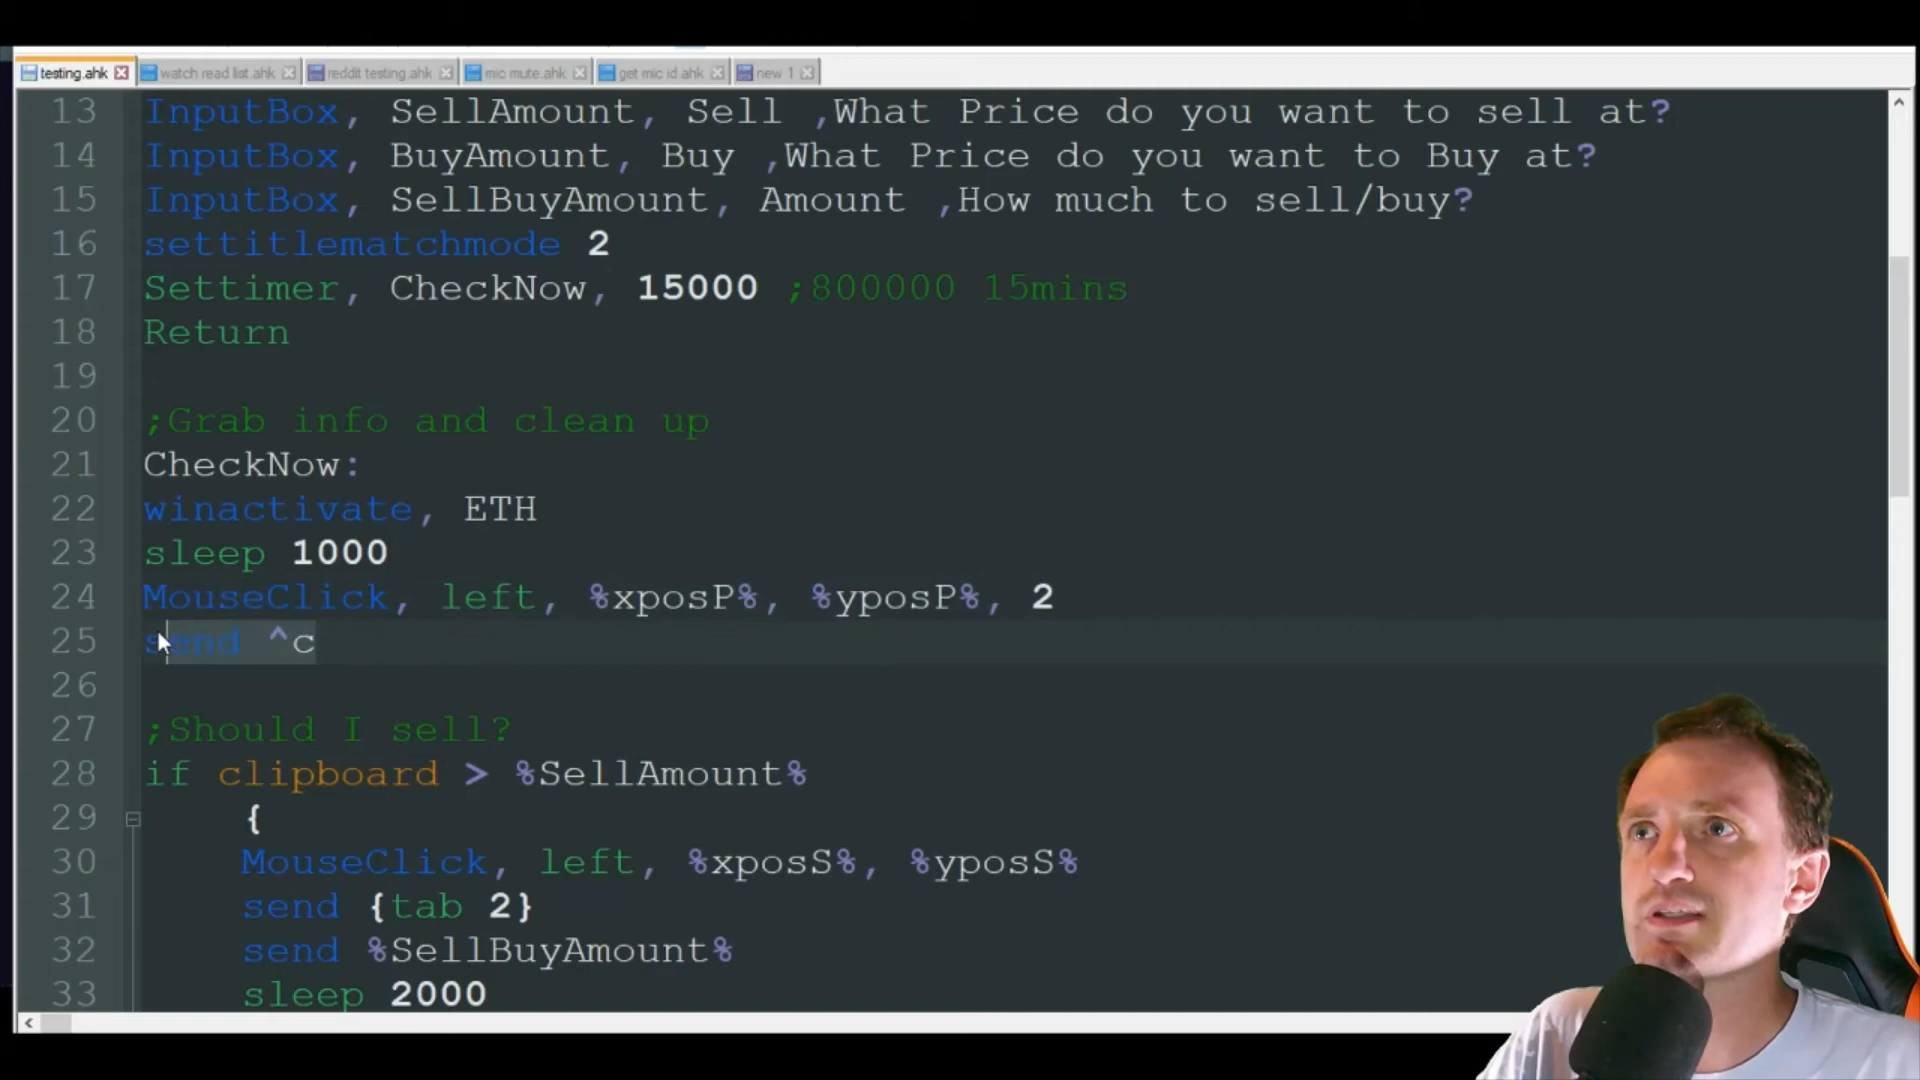 testing.ahk watch read list.ahk reddit testing.ahk mic mute.ahk get mic id.ahk new 1
13 InputBox, SellAmount, Sell ,What Price do you want to sell at?
14 InputBox, BuyAmount, Buy ,What Price do you want to Buy at?
15 InputBox, SellBuyAmount, Amount ,How much to sell/buy?
16 settitlematchmode 2
17 Settimer, CheckNow, 15000 ;800000 15mins
18 Return
19
20 ;Grab info and clean up
21 CheckNow:
22 winactivate, ETH
23 sleep 1000
24 MouseClick, left, %xposP%, %yposP%, 2
25 send ^c
26
27 ;Should I sell?
28 if clipboard > %SellAmount%
29 {
30 MouseClick, left, %xposS%, %yposS%
31 send {tab 2}
32 send %SellBuyAmount%
33 sleep 2000